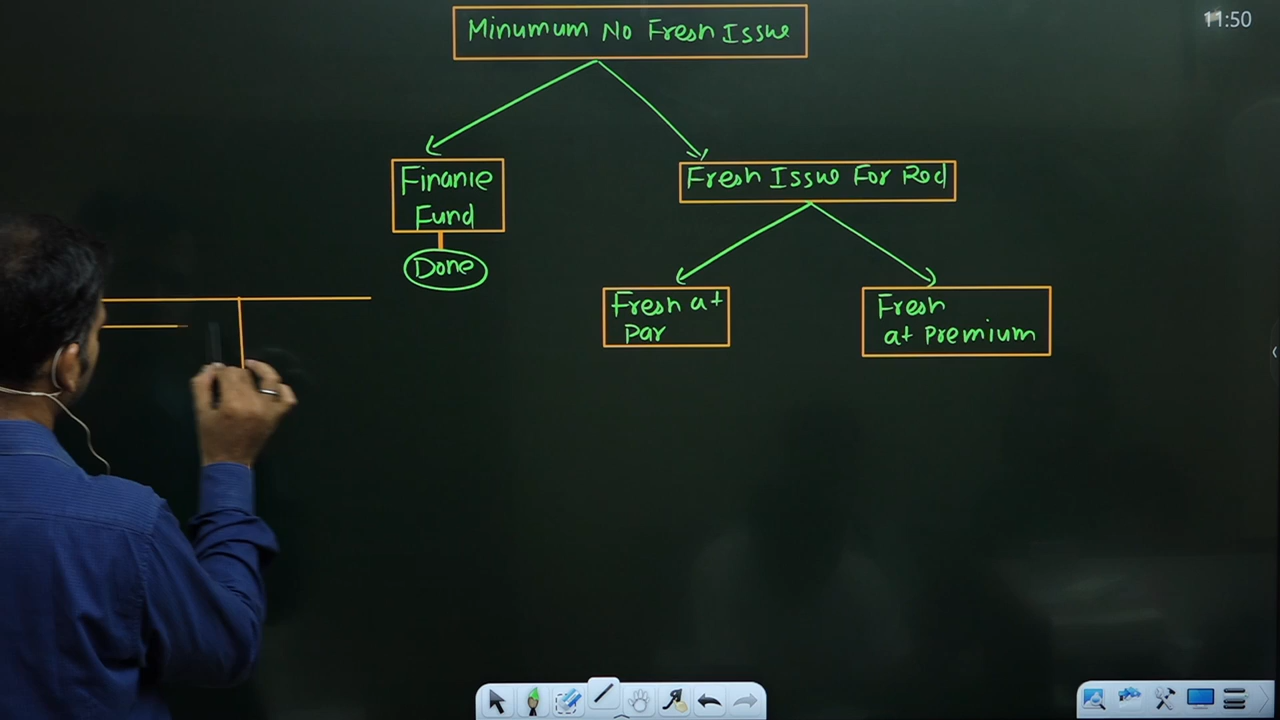 11:50
Minumum No Fresh Issue
Finanie
Fund
Done
Fresh Issue For Red
Fresh at
Par
Fresh
at Premium